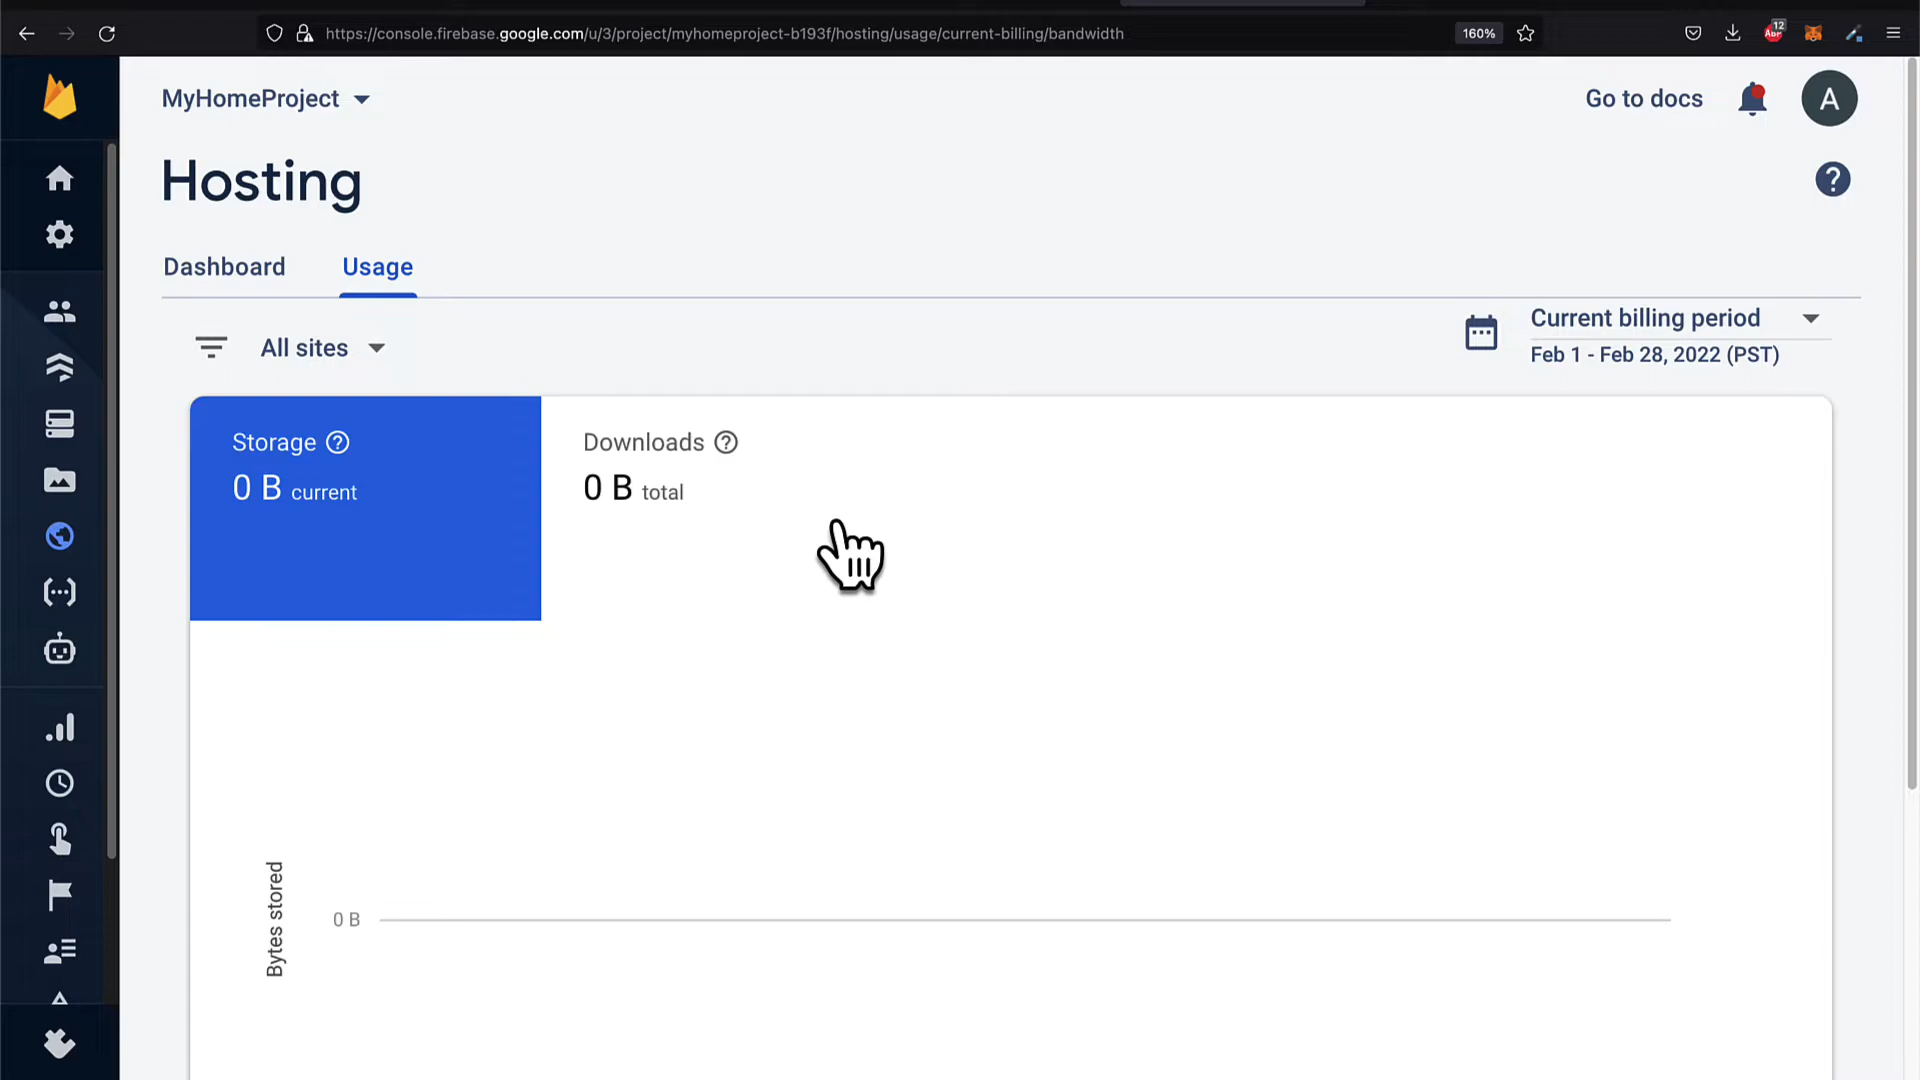 https://console.firebase.google.com/u/3/project/myhomeproject-b193f/hosting/usage/current-billing/bandwidth
160%
12
ABP
MyHomeProject
Go to docs
A
Hosting
?
Dashboard
Usage
All sites
Current billing period
Feb 1 - Feb 28, 2022 (PST)
Storage ?
0 B current
Downloads ?
0 B total
Bytes stored
0 B